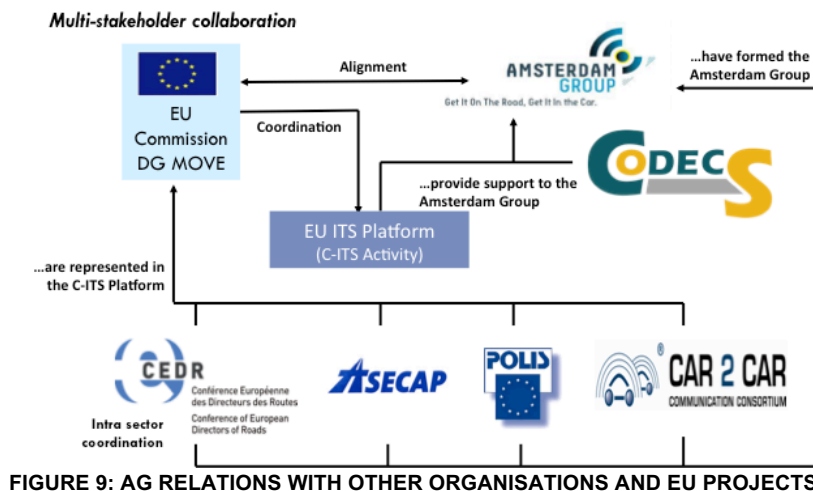 Multi-stakeholder collaboration
Alignment
AMSTERDAM
GROUP
Get It On The Road, Get It In the Car.
...have formed the
Amsterdam Group
EU
Commission
DG MOVE
Coordination
CODECS
...provide support to the
Amsterdam Group
EU ITS Platform
(C-ITS Activity)
...are represented in
the C-ITS Platform
CEDR
Conférence Européenne
des Directeurs des Routes
Conference of European
Directors of Roads
ASECAP
POLIS
®
CAR 2 CAR
COMMUNICATION CONSORTIUM
Intra sector
coordination
FIGURE 9: AG RELATIONS WITH OTHER ORGANISATIONS AND EU PROJECTS